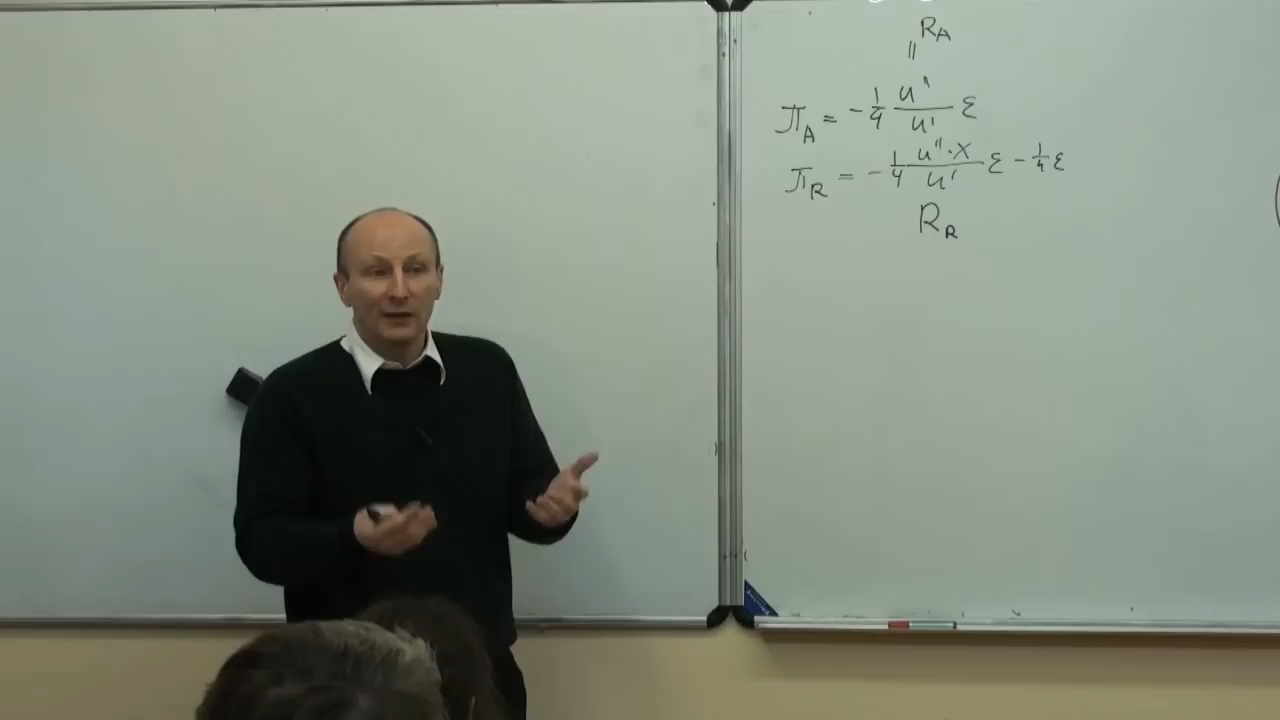 R_A
=
π_A = -1/4 u''/u' ε
π_R = -1/4 u''·x/u' ε - 1/4 ε
R_R